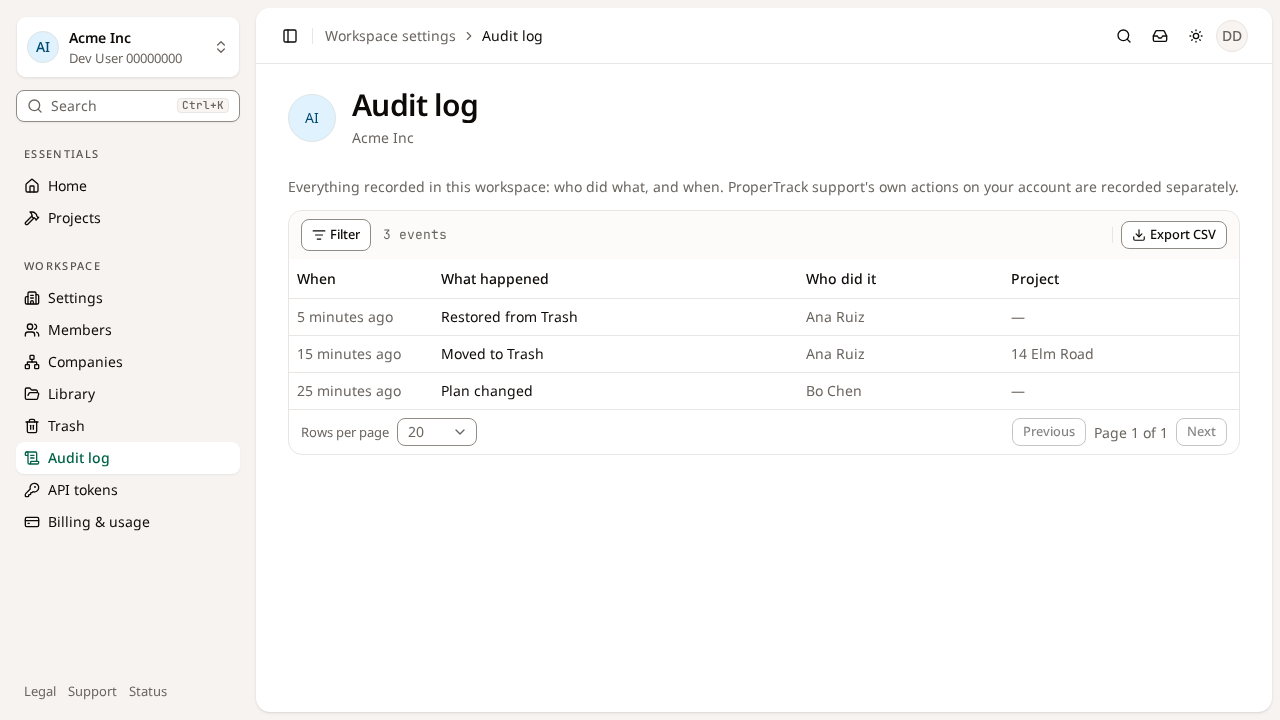 AI
Acme Inc
Dev User 00000000
Search
Ctrl+K
ESSENTIALS
Home
Projects
WORKSPACE
Settings
Members
Companies
Library
Trash
Audit log
API tokens
Billing & usage
Legal Support Status
Workspace settings > Audit log
DD
AI
Audit log
Acme Inc
Everything recorded in this workspace: who did what, and when. ProperTrack support's own actions on your account are recorded separately.
Filter 3 events Export CSV
When What happened Who did it Project
5 minutes ago Restored from Trash Ana Ruiz —
15 minutes ago Moved to Trash Ana Ruiz 14 Elm Road
25 minutes ago Plan changed Bo Chen —
Rows per page 20 Previous Page 1 of 1 Next